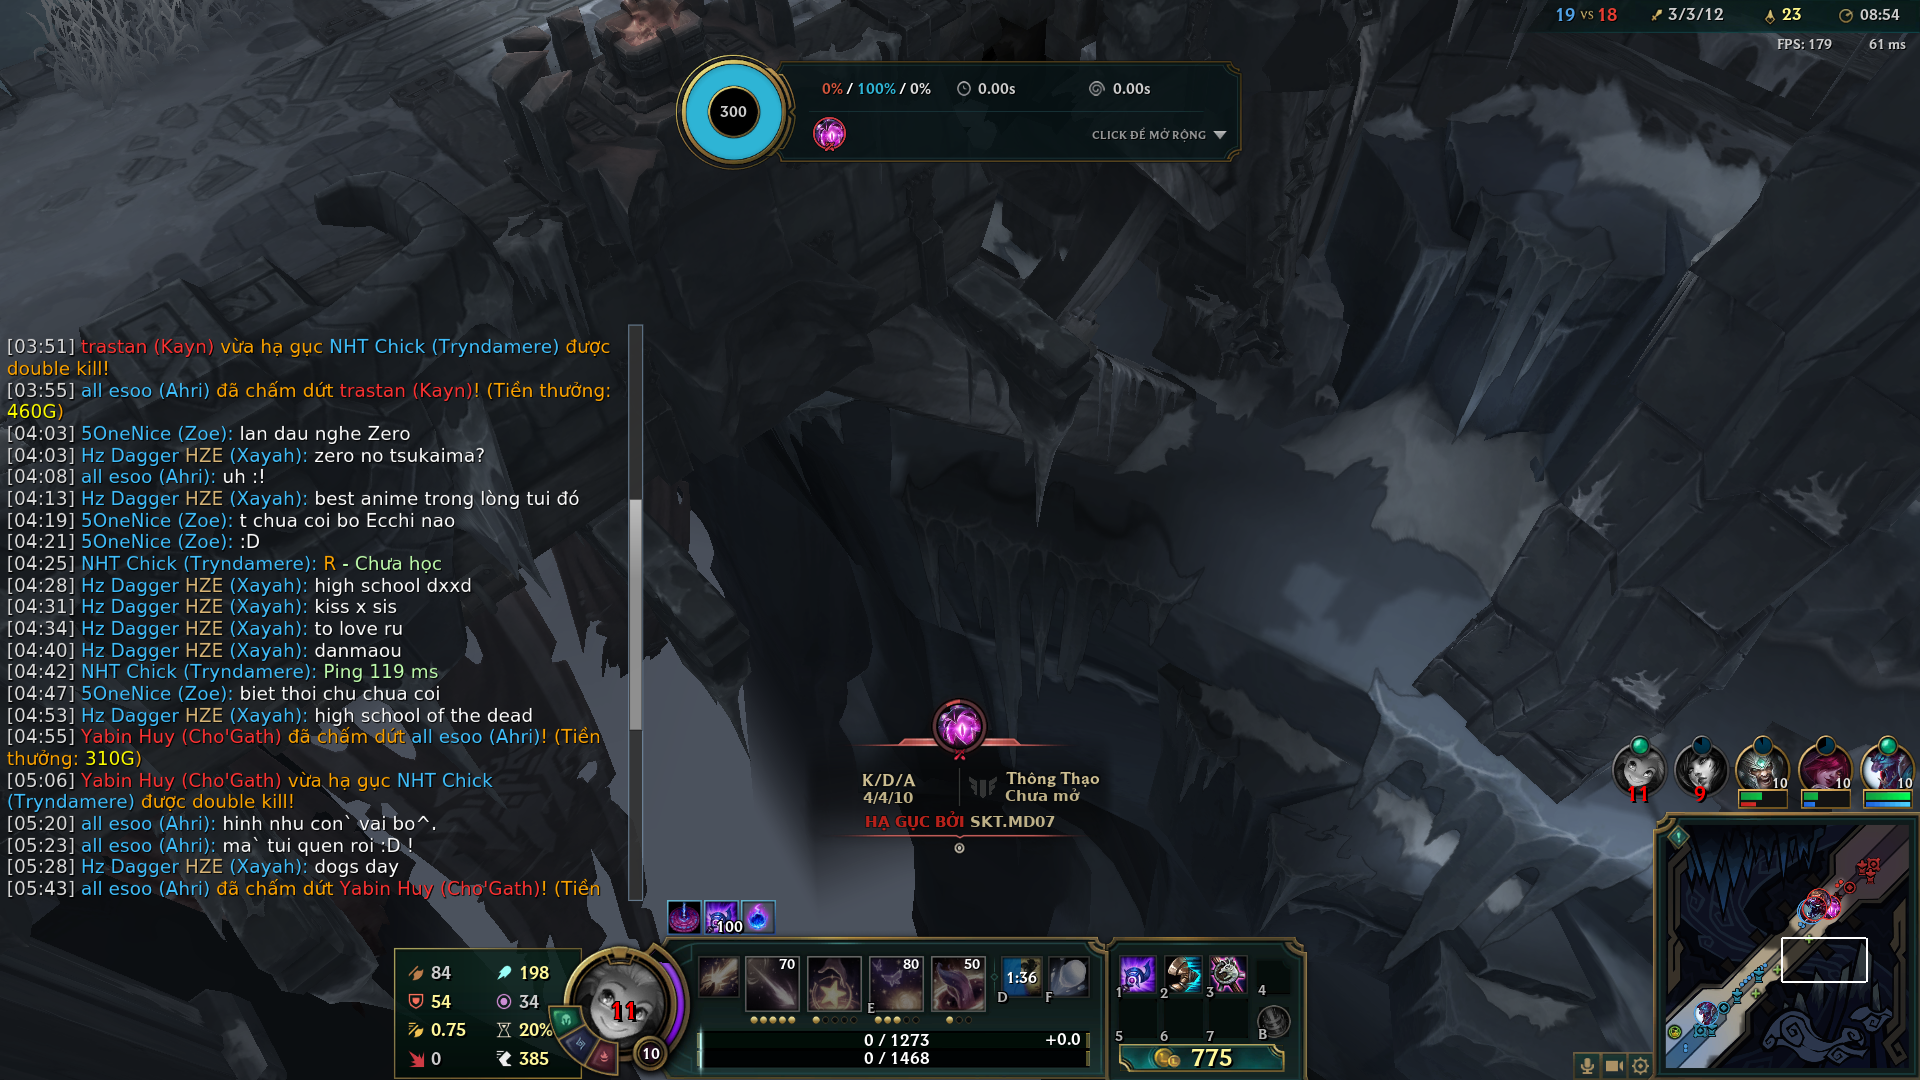 19 vs 18 3/3/12 23 08:54
FPS: 179 61 ms
0% / 100% / 0% 0.00s 0.00s
300
CLICK ĐỂ MỞ RỘNG
[03:51] trastan (Kayn) vừa hạ gục NHT Chick (Tryndamere) được
double kill!
[03:55] all esoo (Ahri) đã chấm dứt trastan (Kayn)! (Tiền thưởng:
460G)
[04:03] 5OneNice (Zoe): lan dau nghe Zero
[04:03] Hz Dagger HZE (Xayah): zero no tsukaima?
[04:08] all esoo (Ahri): uh :!
[04:13] Hz Dagger HZE (Xayah): best anime trong lòng tui đó
[04:19] 5OneNice (Zoe): t chua coi bo Ecchi nao
[04:21] 5OneNice (Zoe): :D
[04:25] NHT Chick (Tryndamere): R - Chưa học
[04:28] Hz Dagger HZE (Xayah): high school dxxd
[04:31] Hz Dagger HZE (Xayah): kiss x sis
[04:34] Hz Dagger HZE (Xayah): to love ru
[04:40] Hz Dagger HZE (Xayah): danmaou
[04:42] NHT Chick (Tryndamere): Ping 119 ms
[04:47] 5OneNice (Zoe): biet thoi chu chua coi
[04:53] Hz Dagger HZE (Xayah): high school of the dead
[04:55] Yabin Huy (Cho'Gath) đã chấm dứt all esoo (Ahri)! (Tiền
thưởng: 310G)
[05:06] Yabin Huy (Cho'Gath) vừa hạ gục NHT Chick
(Tryndamere) được double kill!
[05:20] all esoo (Ahri): hinh nhu con` vai bo^.
[05:23] all esoo (Ahri): ma` tui quen roi :D !
[05:28] Hz Dagger HZE (Xayah): dogs day
[05:43] all esoo (Ahri) đã chấm dứt Yabin Huy (Cho'Gath)! (Tiền
K/D/A
4/4/10
Thông Thạo
Chưa mở
HẠ GỤC BỞI SKT.MD07
11 9 10 10 10
100
84 198
54 34
0.75 20%
0 385
11
10
70 80 50 1:36
E D F
0 / 1273 +0.0
0 / 1468
1 2 3 4
5 6 7 B
775